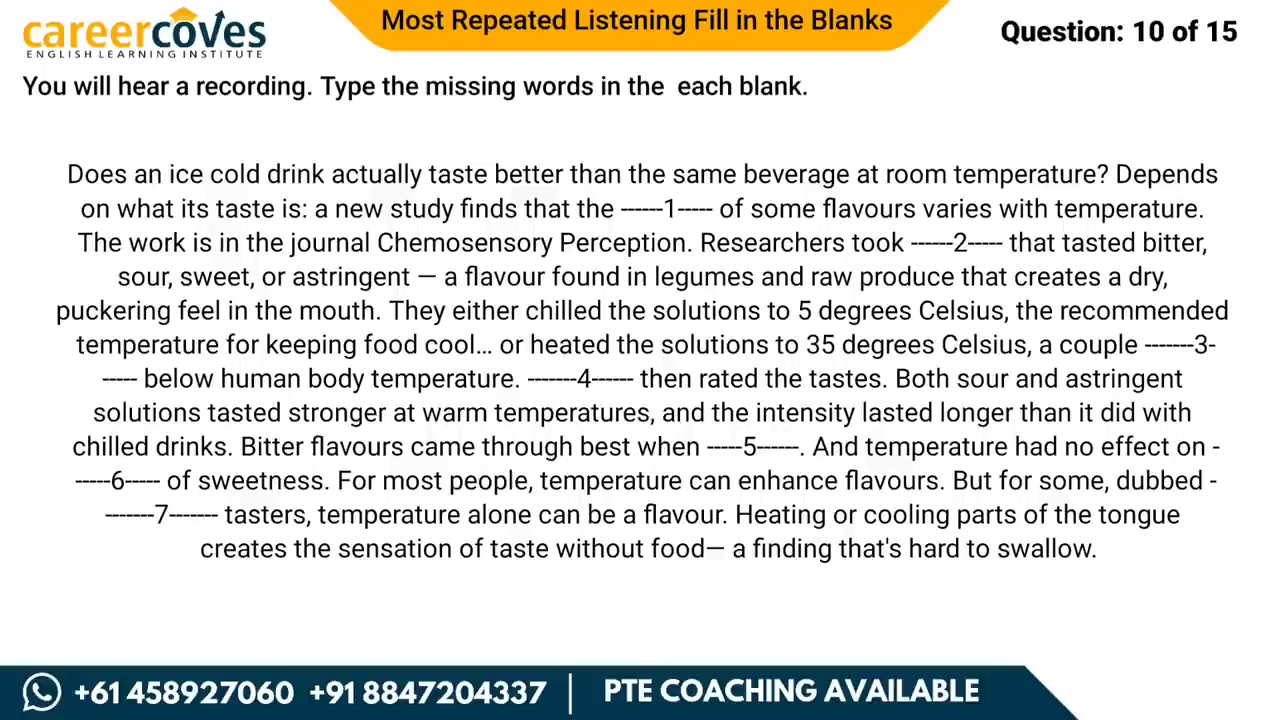 careercoves
ENGLISH LEARNING INSTITUTE
Most Repeated Listening Fill in the Blanks
Question: 10 of 15
You will hear a recording. Type the missing words in the  each blank.
Does an ice cold drink actually taste better than the same beverage at room temperature? Depends
on what its taste is: a new study finds that the ------1----- of some flavours varies with temperature.
The work is in the journal Chemosensory Perception. Researchers took ------2----- that tasted bitter,
sour, sweet, or astringent — a flavour found in legumes and raw produce that creates a dry,
puckering feel in the mouth. They either chilled the solutions to 5 degrees Celsius, the recommended
temperature for keeping food cool... or heated the solutions to 35 degrees Celsius, a couple -------3-
----- below human body temperature. -------4------ then rated the tastes. Both sour and astringent
solutions tasted stronger at warm temperatures, and the intensity lasted longer than it did with
chilled drinks. Bitter flavours came through best when -----5------. And temperature had no effect on -
-----6----- of sweetness. For most people, temperature can enhance flavours. But for some, dubbed -
-------7------- tasters, temperature alone can be a flavour. Heating or cooling parts of the tongue
creates the sensation of taste without food— a finding that's hard to swallow.
+61 458927060 +91 8847204337 | PTE COACHING AVAILABLE